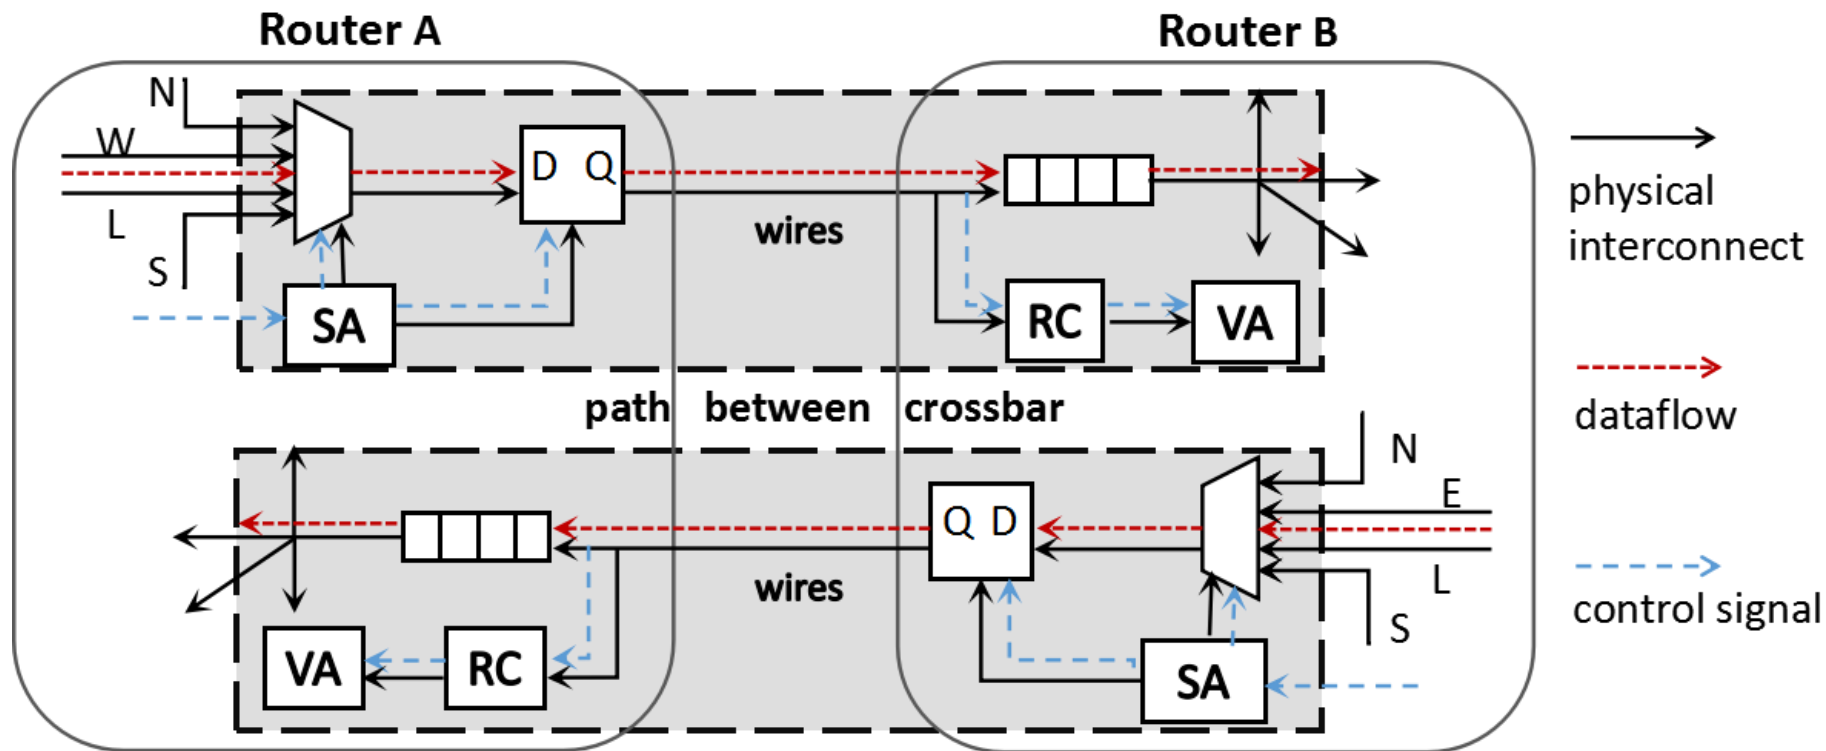 Router A
Router B
N
W
L
S
D Q
wires
SA
RC
VA
physical
interconnect
dataflow
control signal
path between crossbar
N
E
L
S
Q D
wires
VA
RC
SA